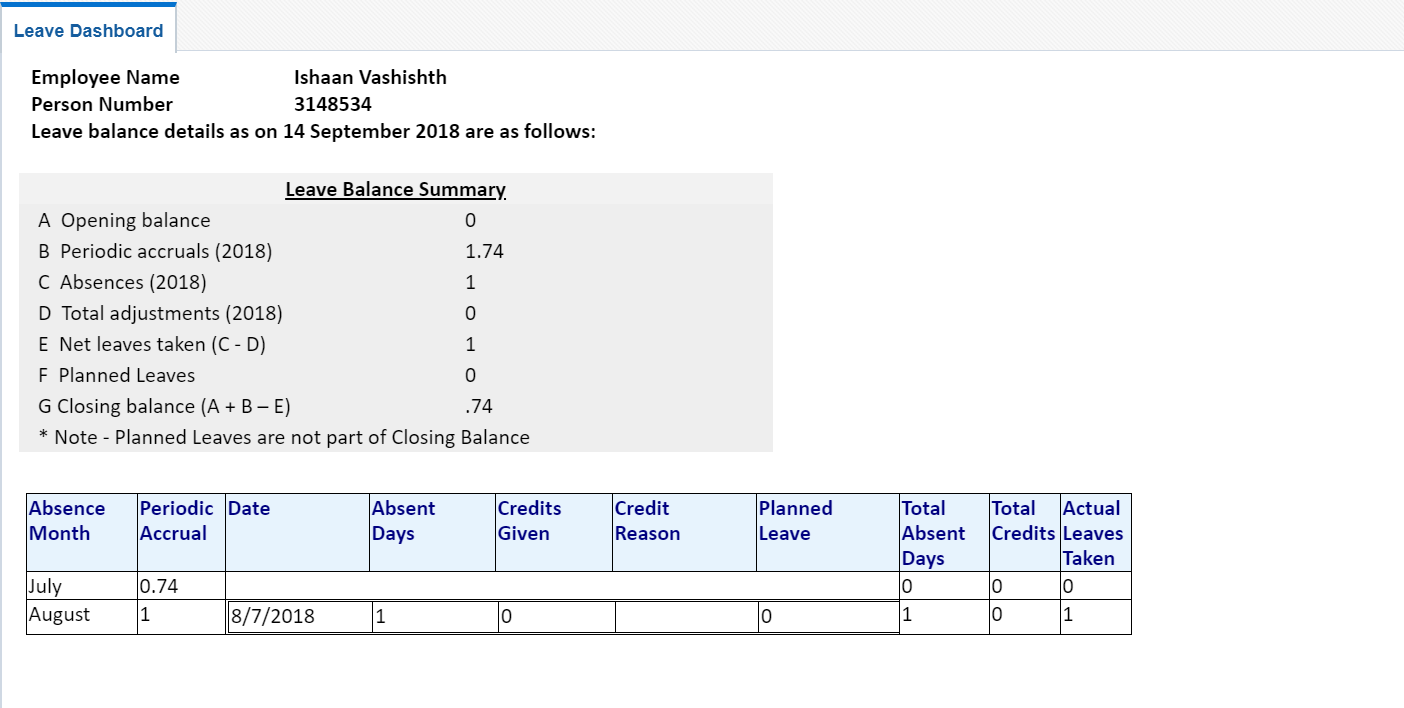 Leave Dashboard
Employee Name Ishaan Vashishth
Person Number 3148534
Leave balance details as on 14 September 2018 are as follows:
Leave Balance Summary
A Opening balance 0
B Periodic accruals (2018) 1.74
C Absences (2018) 1
D Total adjustments (2018) 0
E Net leaves taken (C - D) 1
F Planned Leaves 0
G Closing balance (A + B – E) .74
* Note - Planned Leaves are not part of Closing Balance
Absence Periodic Date Absent Credits Credit Planned Total Total Actual
Month Accrual Days Given Reason Leave Absent Credits Leaves
Days Taken
July 0.74 0 0 0
August 1 8/7/2018 1 0 0 1 0 1